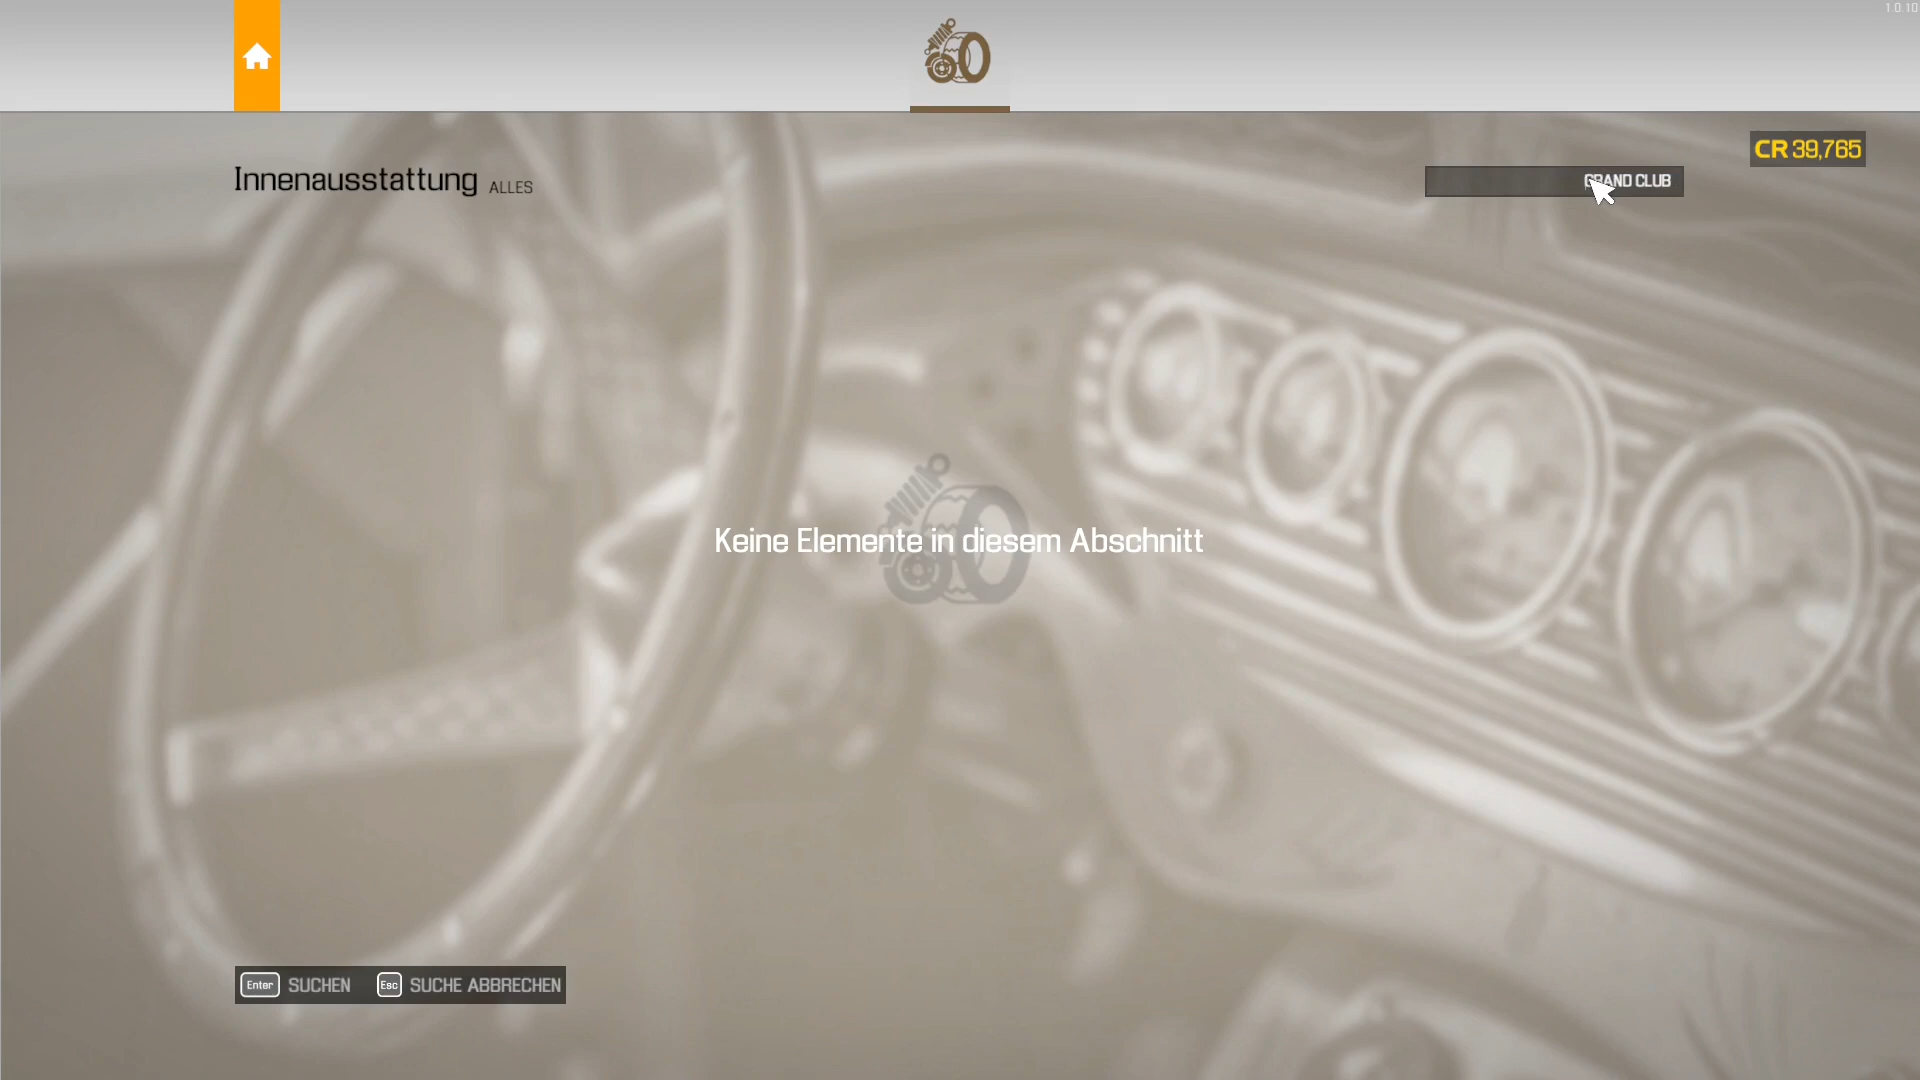 1.0.10
CR 39,765
Innenausstattung ALLES
GRAND CLUB
Keine Elemente in diesem Abschnitt
Enter SUCHEN Esc SUCHE ABBRECHEN